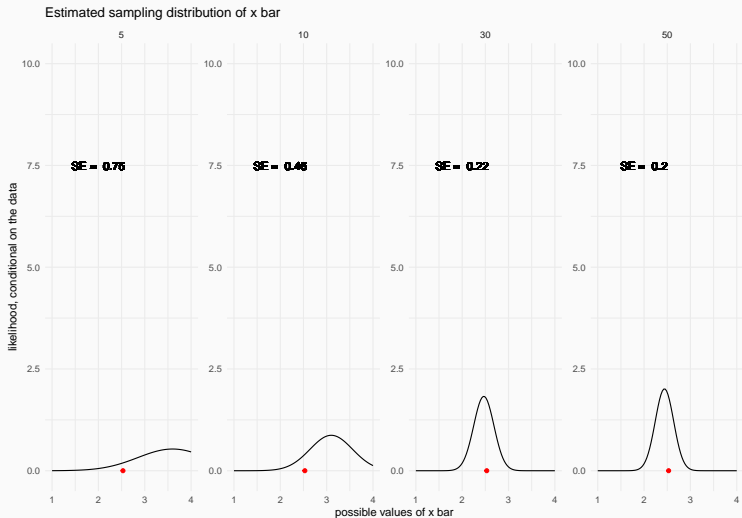 Estimated sampling distribution of x bar
5 10 30 50
10.0 10.0 10.0 10.0
7.5 SE = 0.75 7.5 SE = 0.46 7.5 SE = 0.22 7.5 SE = 0.2
5.0 5.0 5.0 5.0
2.5 2.5 2.5 2.5
0.0 0.0 0.0 0.0
1 2 3 4 1 2 3 4 1 2 3 4 1 2 3 4
possible values of x bar
likelihood, conditional on the data